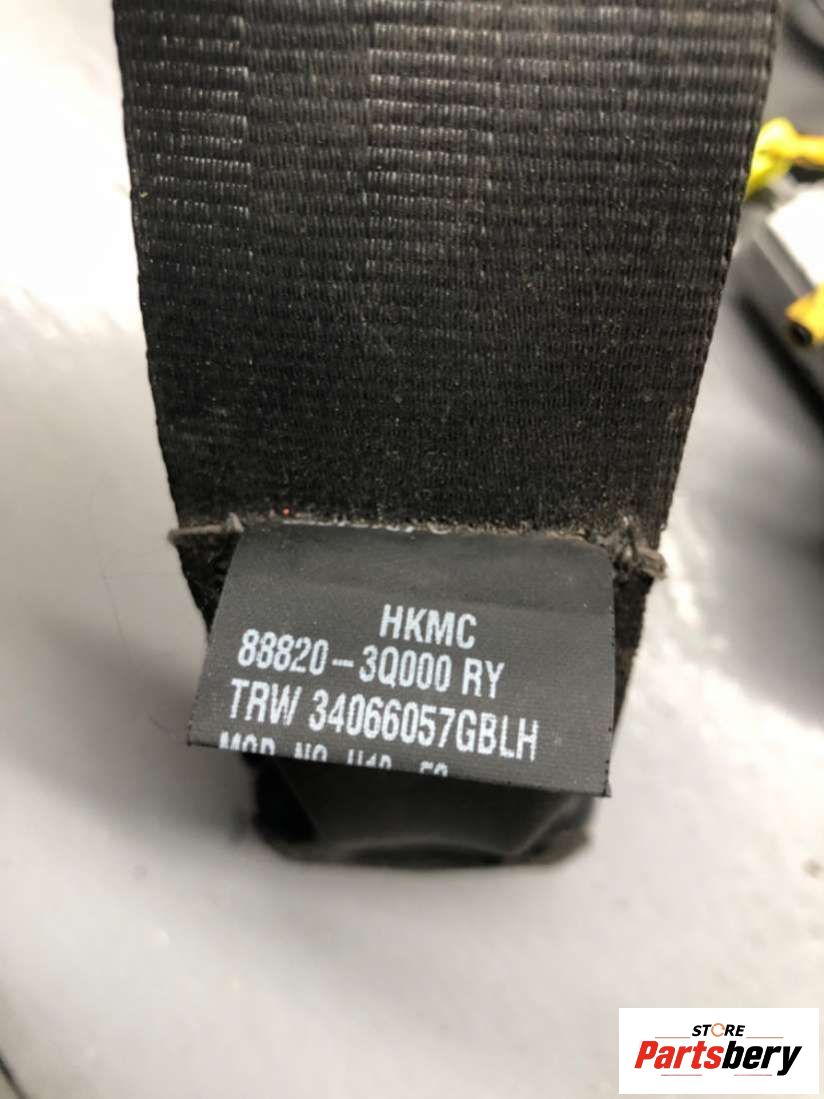 HKMC
88820-3Q000 RY
TRW 34066057GBLH
STORE
Partsbery